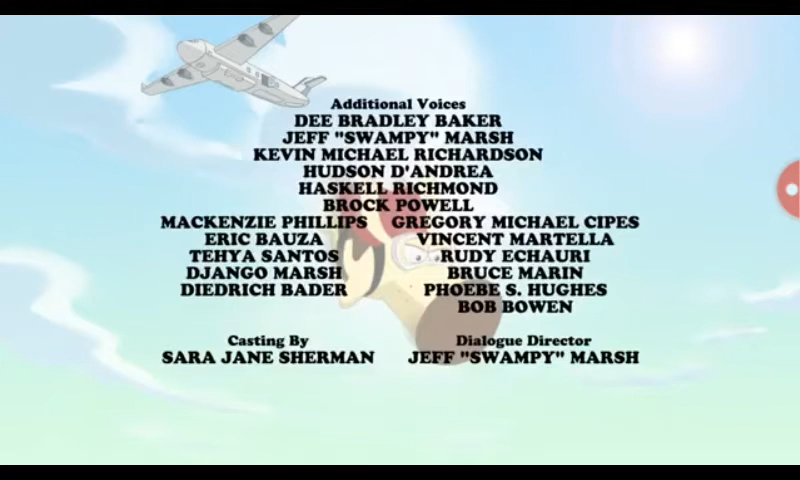 Additional Voices
DEE BRADLEY BAKER
JEFF "SWAMPY" MARSH
KEVIN MICHAEL RICHARDSON
HUDSON D'ANDREA
HASKELL RICHMOND
BROCK POWELL
MACKENZIE PHILLIPS GREGORY MICHAEL CIPES
ERIC BAUZA VINCENT MARTELLA
TEHYA SANTOS RUDY ECHAURI
DJANGO MARSH BRUCE MARIN
DIEDRICH BADER PHOEBE S. HUGHES
BOB BOWEN
Casting By Dialogue Director
SARA JANE SHERMAN JEFF "SWAMPY" MARSH